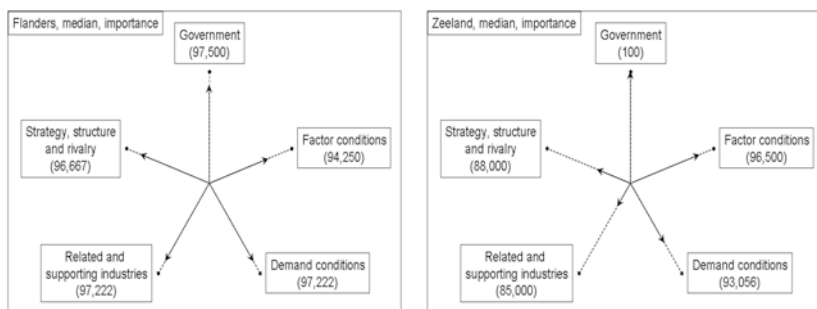 Flanders, median, importance
Government
(97,500)
Strategy, structure
and rivalry
(96,667)
Factor conditions
(94,250)
Related and
supporting industries
(97,222)
Demand conditions
(97,222)
Zeeland, median, importance
Government
(100)
Strategy, structure
and rivalry
(88,000)
Factor conditions
(96,500)
Related and
supporting industries
(85,000)
Demand conditions
(93,056)